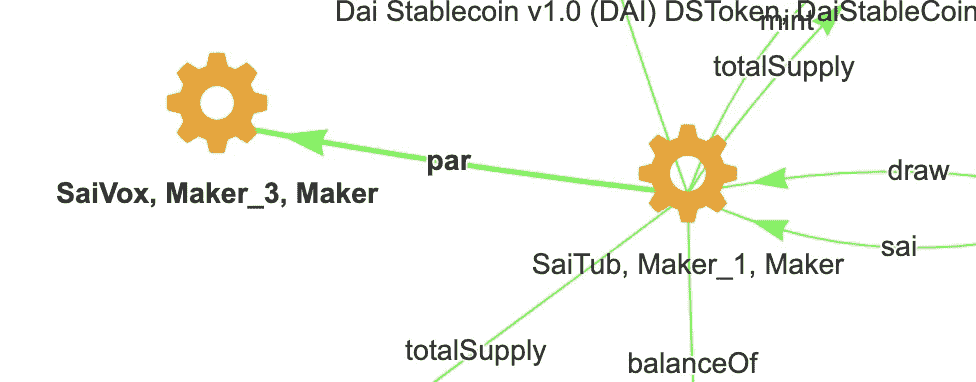 Dai Stablecoin v1.0 (DAI) DSToken, DaiStableCoin
mint
totalSupply
par
draw
SaiVox, Maker_3, Maker
sai
SaiTub, Maker_1, Maker
totalSupply
balanceOf